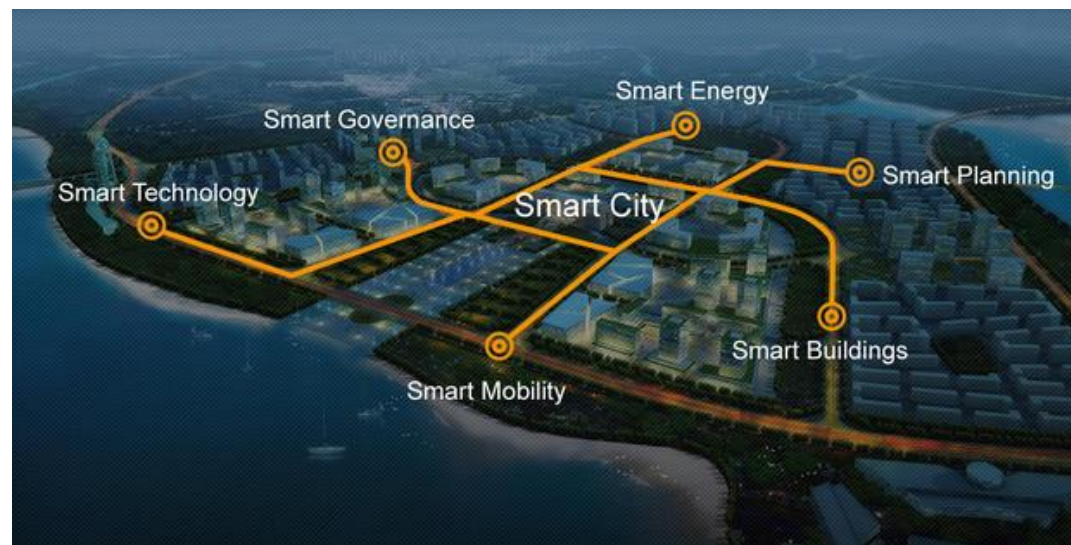 Smart Energy
Smart Governance
Smart Planning
Smart Technology
Smart City
Smart Buildings
Smart Mobility